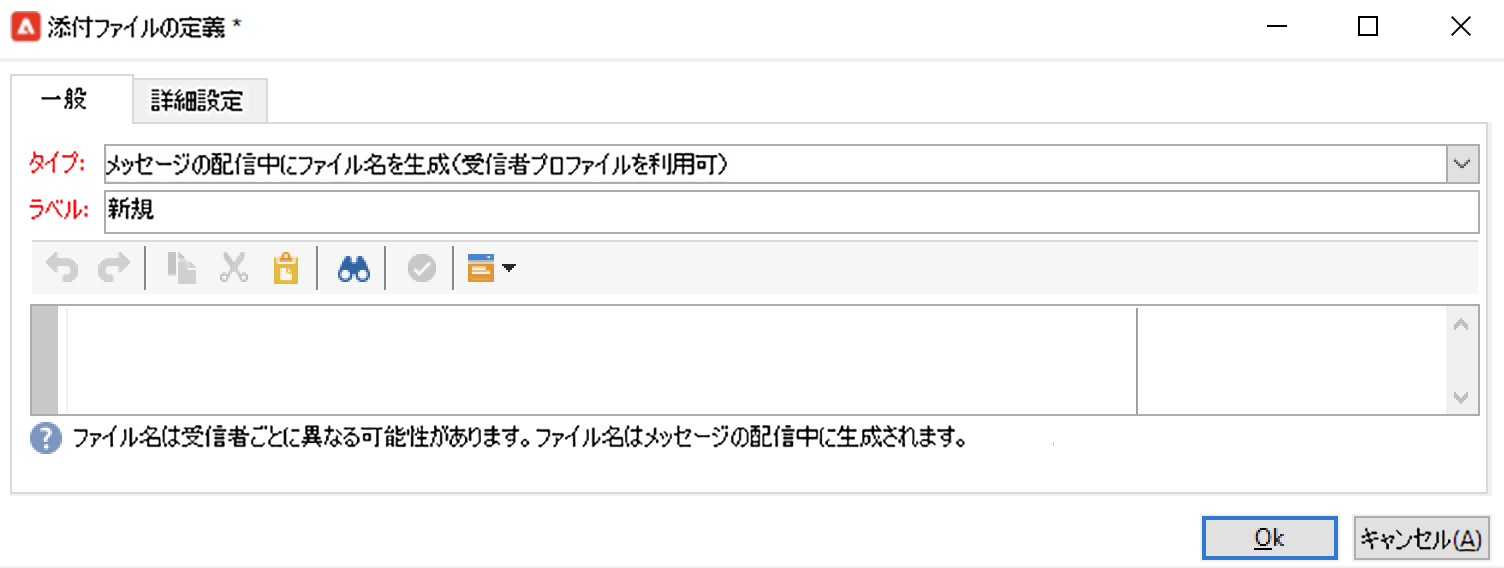 添付ファイルの定義 *
一般 詳細設定
タイプ: メッセージの配信中にファイル名を生成(受信者プロファイルを利用可)
ラベル: 新規
ファイル名は受信者ごとに異なる可能性があります。ファイル名はメッセージの配信中に生成されます。
Ok キャンセル(A)